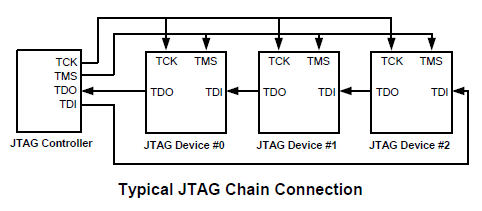 TCK
TMS
TDO
TDI
JTAG Controller
TCK TMS
TDO TDI
JTAG Device #0
TCK TMS
TDO TDI
JTAG Device #1
TCK TMS
TDO TDI
JTAG Device #2
Typical JTAG Chain Connection